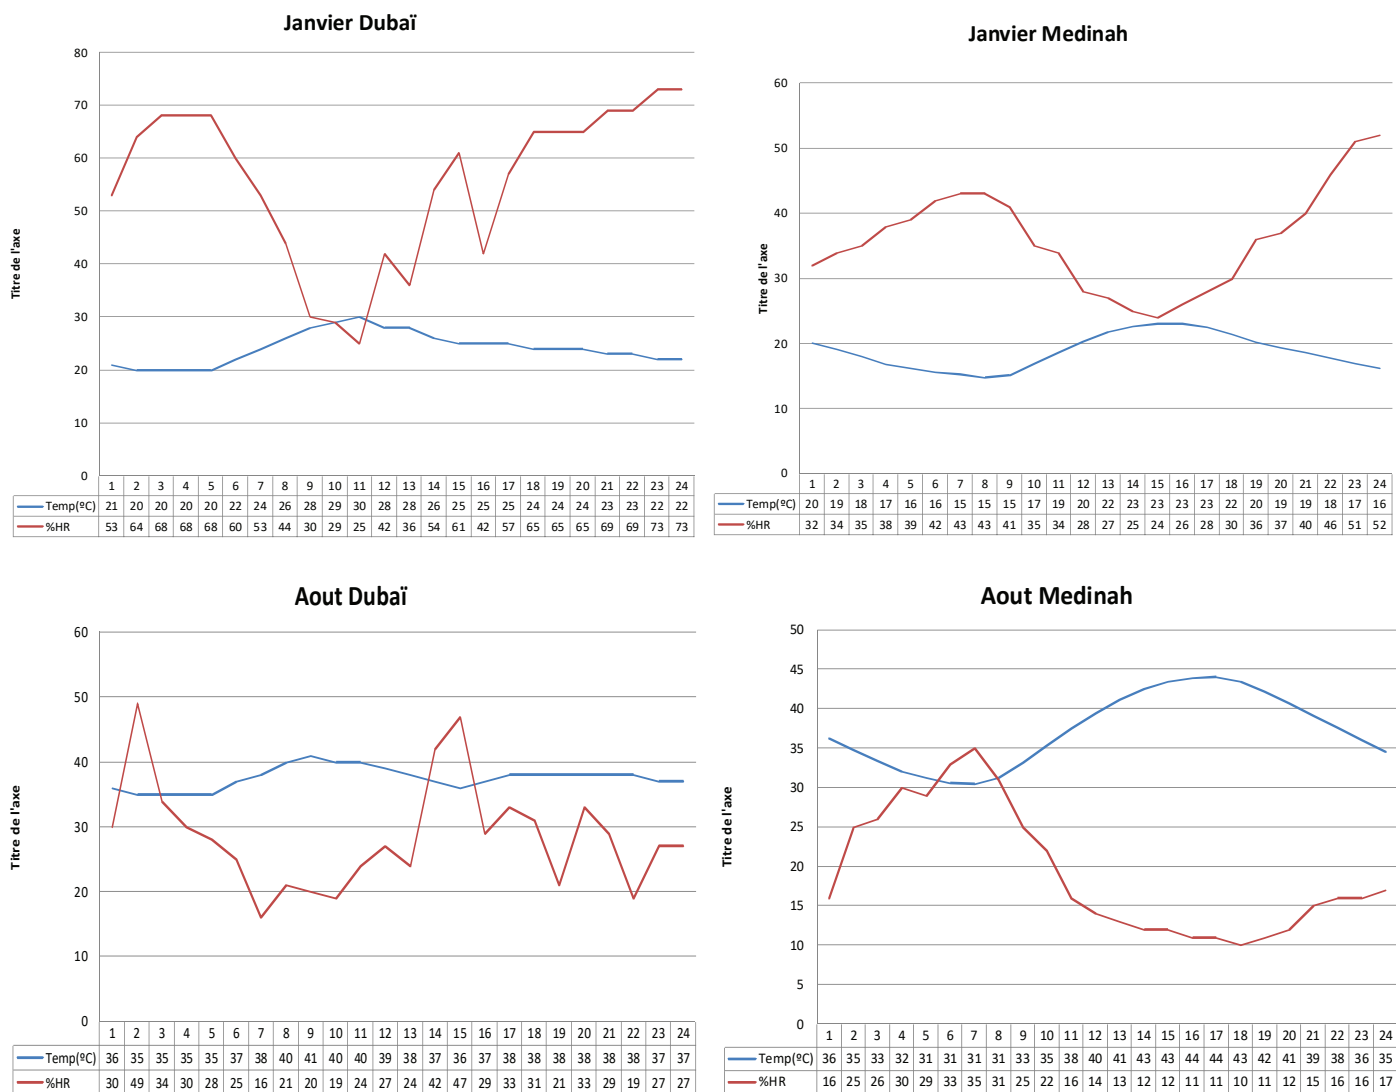 Janvier Dubaï
80
70
60
50
40
30
20
10
0
Titre de l'axe
1 2 3 4 5 6 7 8 9 10 11 12 13 14 15 16 17 18 19 20 21 22 23 24
Temp(ºC) 21 20 20 20 20 22 24 26 28 29 30 28 28 26 25 25 25 24 24 24 23 23 22 22
%HR 53 64 68 68 68 60 53 44 30 29 25 42 36 54 61 42 57 65 65 65 69 69 73 73
Janvier Medinah
60
50
40
30
20
10
0
Titre de l'axe
1 2 3 4 5 6 7 8 9 10 11 12 13 14 15 16 17 18 19 20 21 22 23 24
Temp(ºC) 20 19 18 17 16 16 15 15 15 17 19 20 22 23 23 23 23 22 20 19 19 18 17 16
%HR 32 34 35 38 39 42 43 43 41 35 34 28 27 25 24 26 28 30 36 37 40 46 51 52
Aout Dubaï
60
50
40
30
20
10
0
Titre de l'axe
1 2 3 4 5 6 7 8 9 10 11 12 13 14 15 16 17 18 19 20 21 22 23 24
Temp(ºC) 36 35 35 35 35 37 38 40 41 40 40 39 38 37 36 37 38 38 38 38 38 38 37 37
%HR 30 49 34 30 28 25 16 21 20 19 24 27 24 42 47 29 33 31 21 33 29 19 27 27
Aout Medinah
50
45
40
35
30
25
20
15
10
5
0
Titre de l'axe
1 2 3 4 5 6 7 8 9 10 11 12 13 14 15 16 17 18 19 20 21 22 23 24
Temp(ºC) 36 35 33 32 31 31 31 31 33 35 38 40 41 43 43 44 44 43 42 41 39 38 36 35
%HR 16 25 26 30 29 33 35 31 25 22 16 14 13 12 12 11 11 10 11 12 15 16 16 17